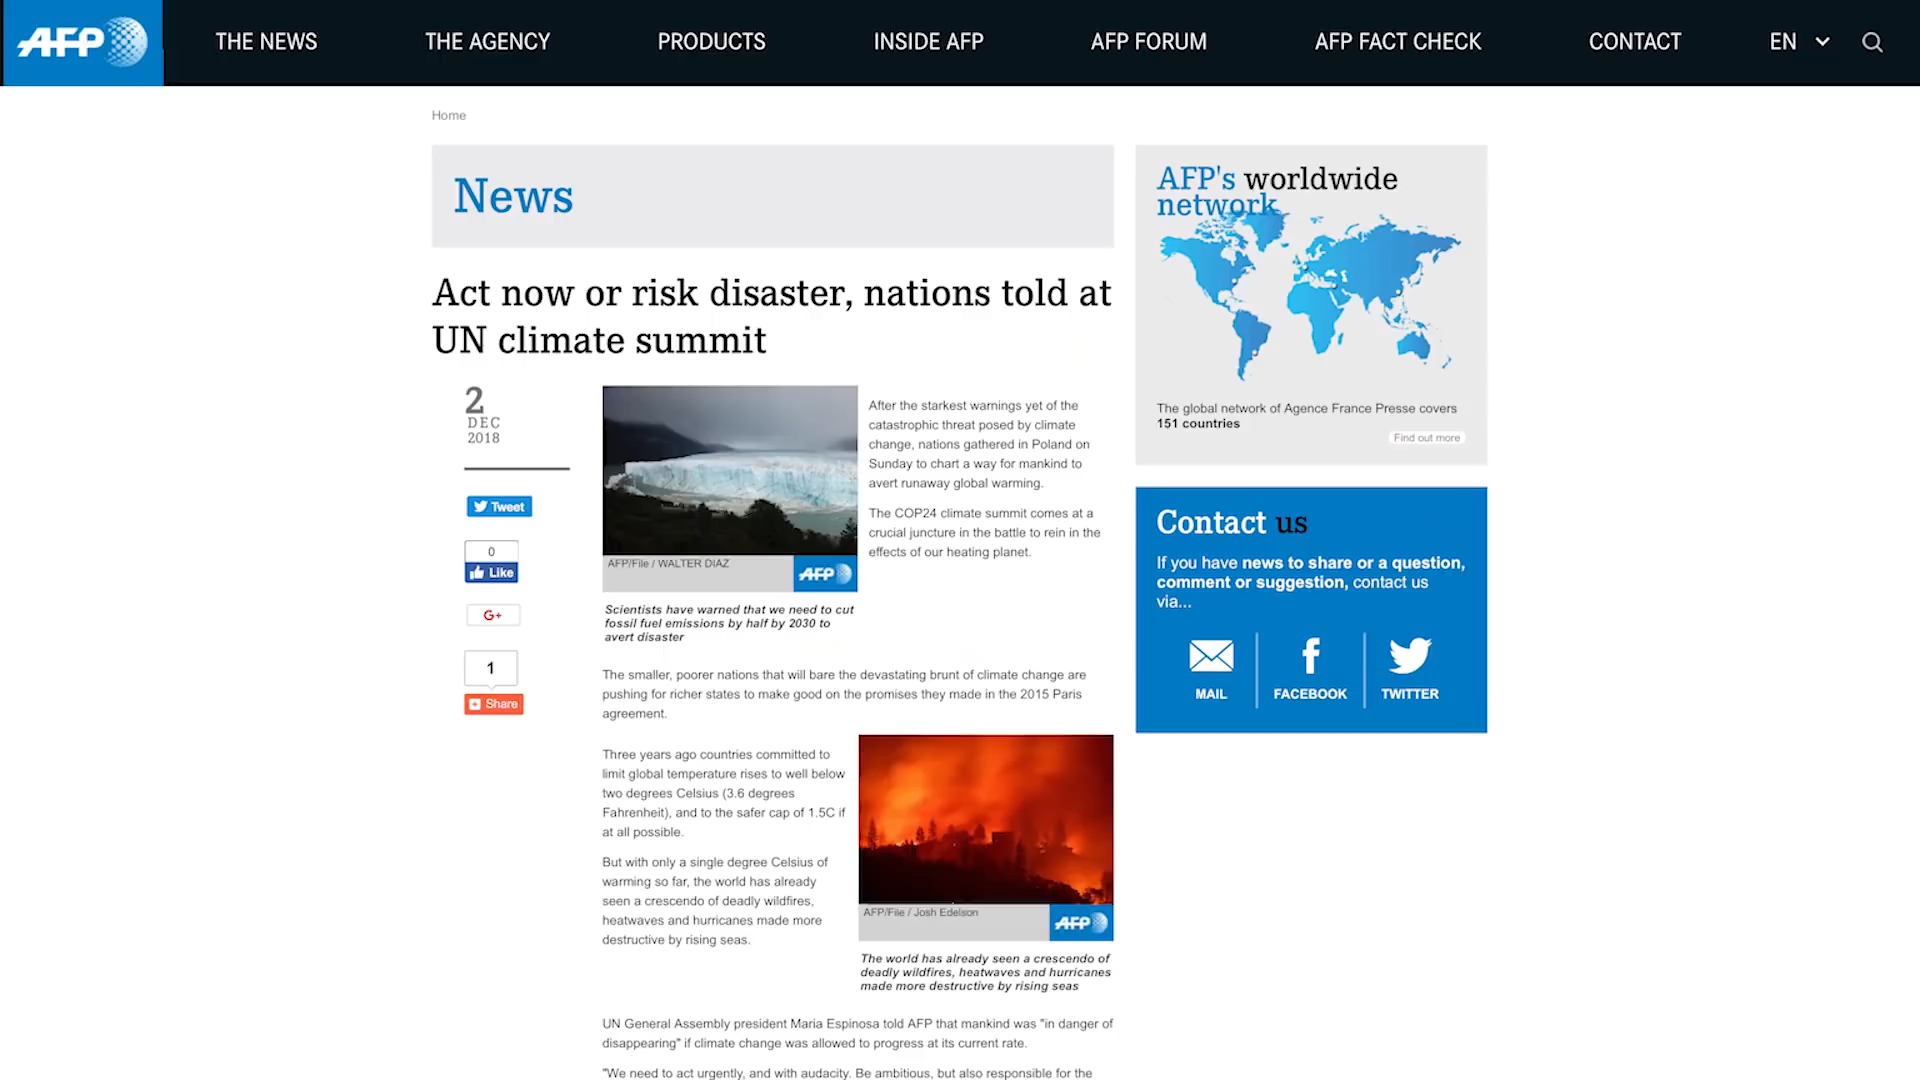 AFP
THE NEWS
THE AGENCY
PRODUCTS
INSIDE AFP
AFP FORUM
AFP FACT CHECK
CONTACT
EN
Home
News
Act now or risk disaster, nations told at
UN climate summit
2
DEC
2018
Tweet
0
Like
G+
1
Share
AFP/File / WALTER DIAZ
AFP
Scientists have warned that we need to cut
fossil fuel emissions by half by 2030 to
avert disaster
After the starkest warnings yet of the
catastrophic threat posed by climate
change, nations gathered in Poland on
Sunday to chart a way for mankind to
avert runaway global warming.
The COP24 climate summit comes at a
crucial juncture in the battle to rein in the
effects of our heating planet.
The smaller, poorer nations that will bare the devastating brunt of climate change are
pushing for richer states to make good on the promises they made in the 2015 Paris
agreement.
Three years ago countries committed to
limit global temperature rises to well below
two degrees Celsius (3.6 degrees
Fahrenheit), and to the safer cap of 1.5C if
at all possible.
But with only a single degree Celsius of
warming so far, the world has already
seen a crescendo of deadly wildfires,
heatwaves and hurricanes made more
destructive by rising seas.
AFP/File / Josh Edelson
AFP
The world has already seen a crescendo of
deadly wildfires, heatwaves and hurricanes
made more destructive by rising seas
UN General Assembly president Maria Espinosa told AFP that mankind was "in danger of
disappearing" if climate change was allowed to progress at its current rate.
"We need to act urgently, and with audacity. Be ambitious, but also responsible for the
AFP's worldwide
network
The global network of Agence France Presse covers
151 countries
Find out more
Contact us
If you have news to share or a question,
comment or suggestion, contact us
via...
MAIL
FACEBOOK
TWITTER